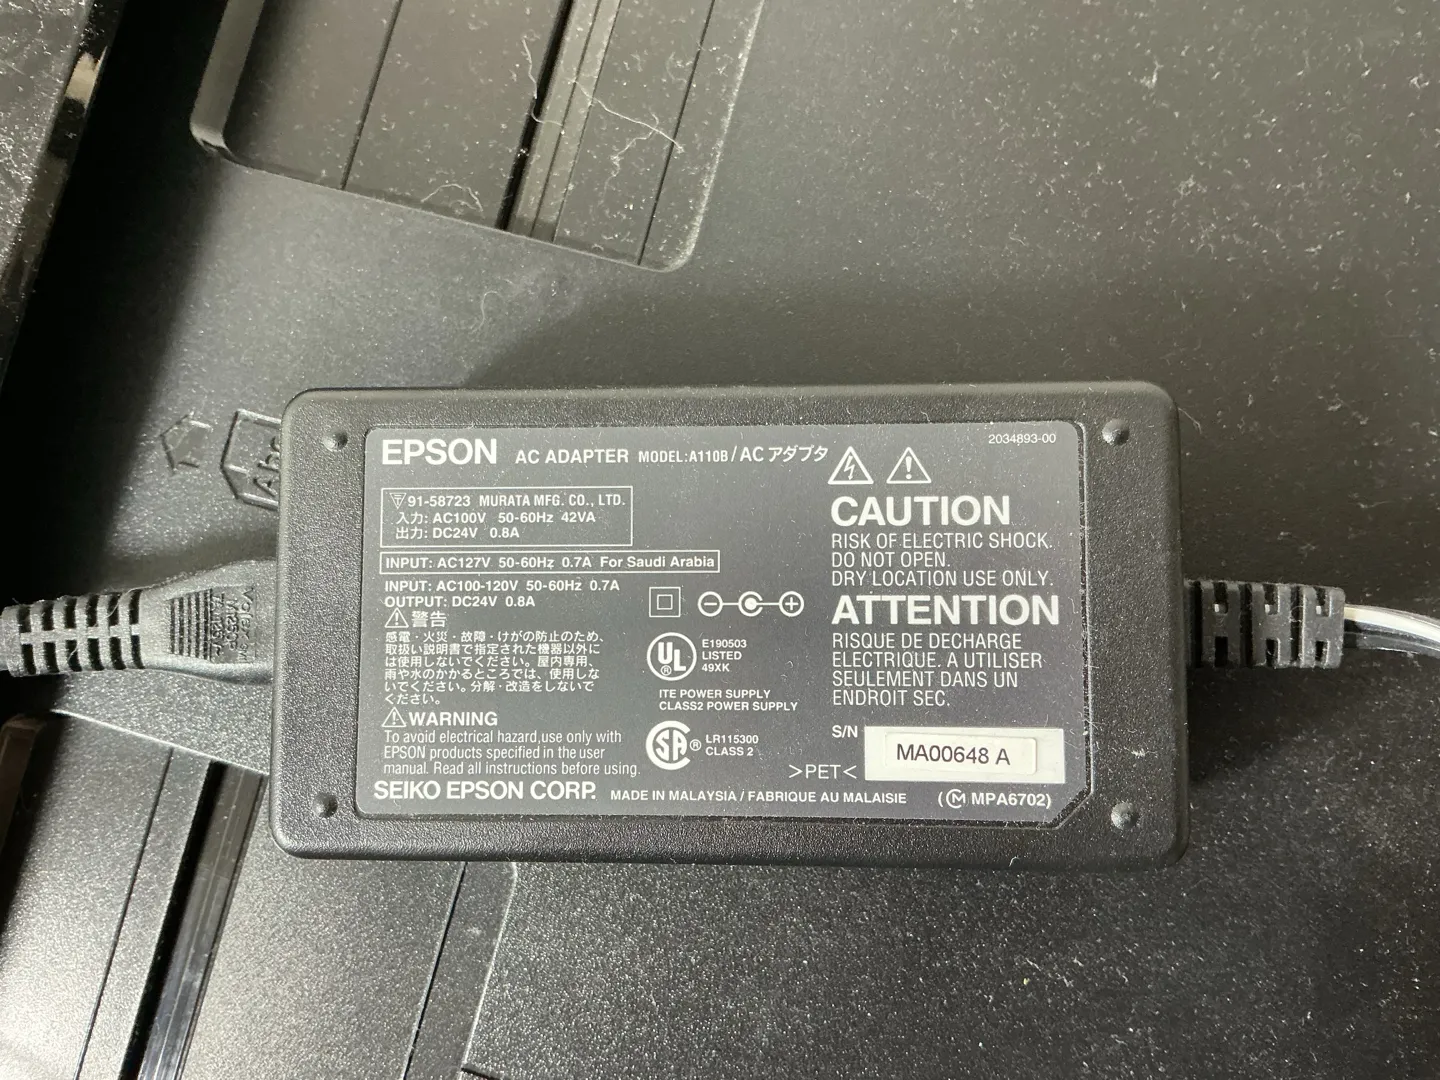 EPSON AC ADAPTER MODEL:A110B/ACアダプタ
2034893-00
91-58723 MURATA MFG. CO., LTD.
入力: AC100V 50-60Hz 42VA
出力: DC24V 0.8A
INPUT: AC127V 50-60Hz 0.7A For Saudi Arabia
INPUT: AC100-120V 50-60Hz 0.7A
OUTPUT: DC24V 0.8A
警告
感電・火災・故障・けがの防止のため、
取扱い説明書で指定された機器以外に
は使用しないでください。屋内専用、
雨や水のかかるところでは、使用しな
いでください。分解・改造をしないで
ください。
WARNING
To avoid electrical hazard,use only with
EPSON products specified in the user
manual. Read all instructions before using.
SEIKO EPSON CORP. MADE IN MALAYSIA / FABRIQUE AU MALAISIE
UL
E190503
LISTED
49XK
ITE POWER SUPPLY
CLASS2 POWER SUPPLY
SA
LR115300
CLASS 2
CAUTION
RISK OF ELECTRIC SHOCK.
DO NOT OPEN.
DRY LOCATION USE ONLY.
ATTENTION
RISQUE DE DECHARGE
ELECTRIQUE. A UTILISER
SEULEMENT DANS UN
ENDROIT SEC.
S/N MA00648 A
>PET<
(M MPA6702)